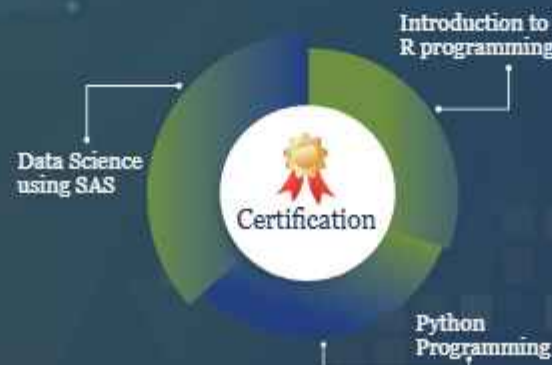 Introduction to
R programming
Data Science
using SAS
Certification
Python
Programming